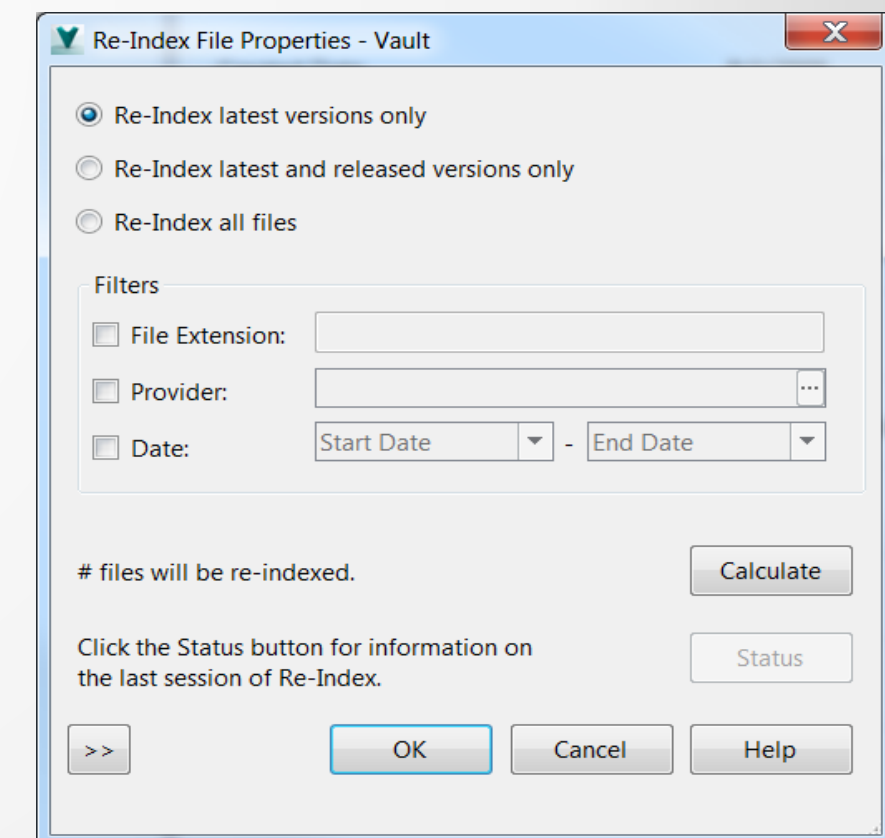 Re-Index File Properties - Vault
Re-Index latest versions only
Re-Index latest and released versions only
Re-Index all files
Filters
File Extension:
Provider:
...
Date: Start Date - End Date
# files will be re-indexed.
Calculate
Click the Status button for information on
the last session of Re-Index.
Status
>> OK Cancel Help